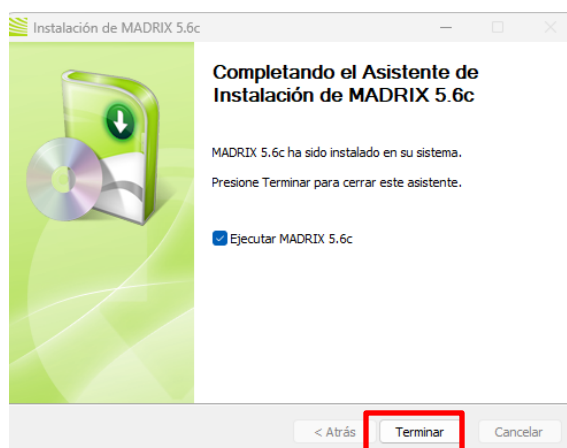 Instalación de MADRIX 5.6c
Completando el Asistente de
Instalación de MADRIX 5.6c
MADRIX 5.6c ha sido instalado en su sistema.
Presione Terminar para cerrar este asistente.
Ejecutar MADRIX 5.6c
< Atrás Terminar Cancelar